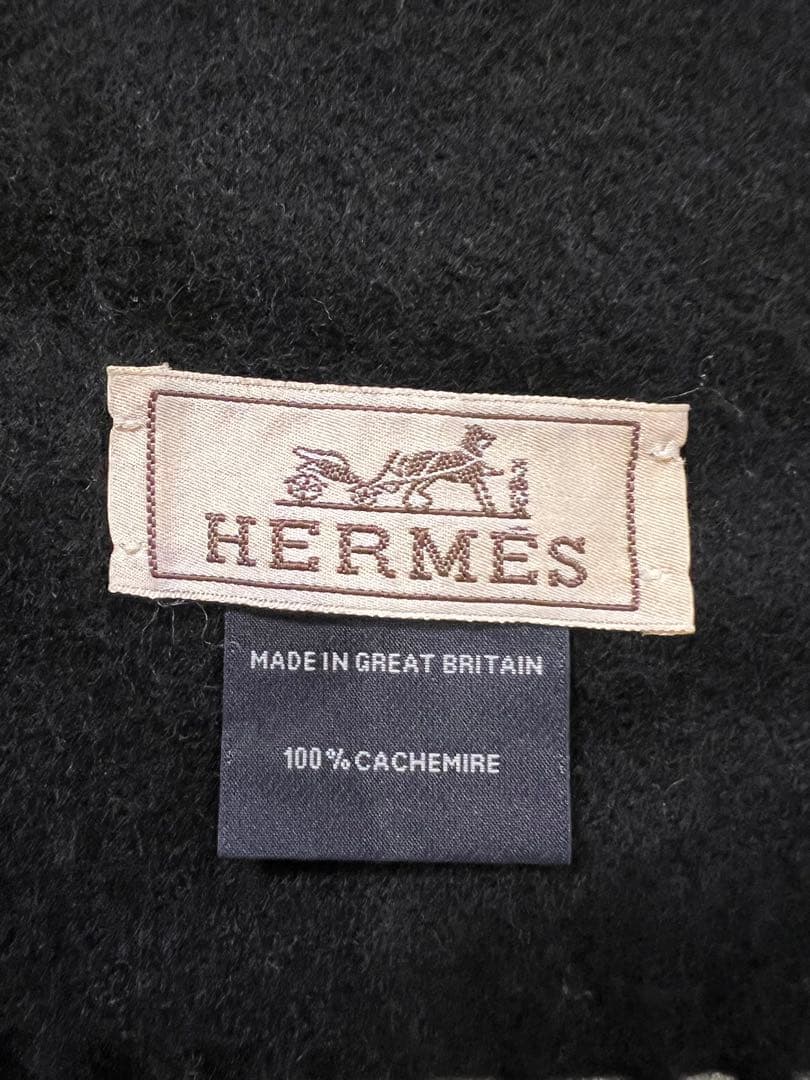 HERMÈS
MADE IN GREAT BRITAIN
100% CACHEMIRE